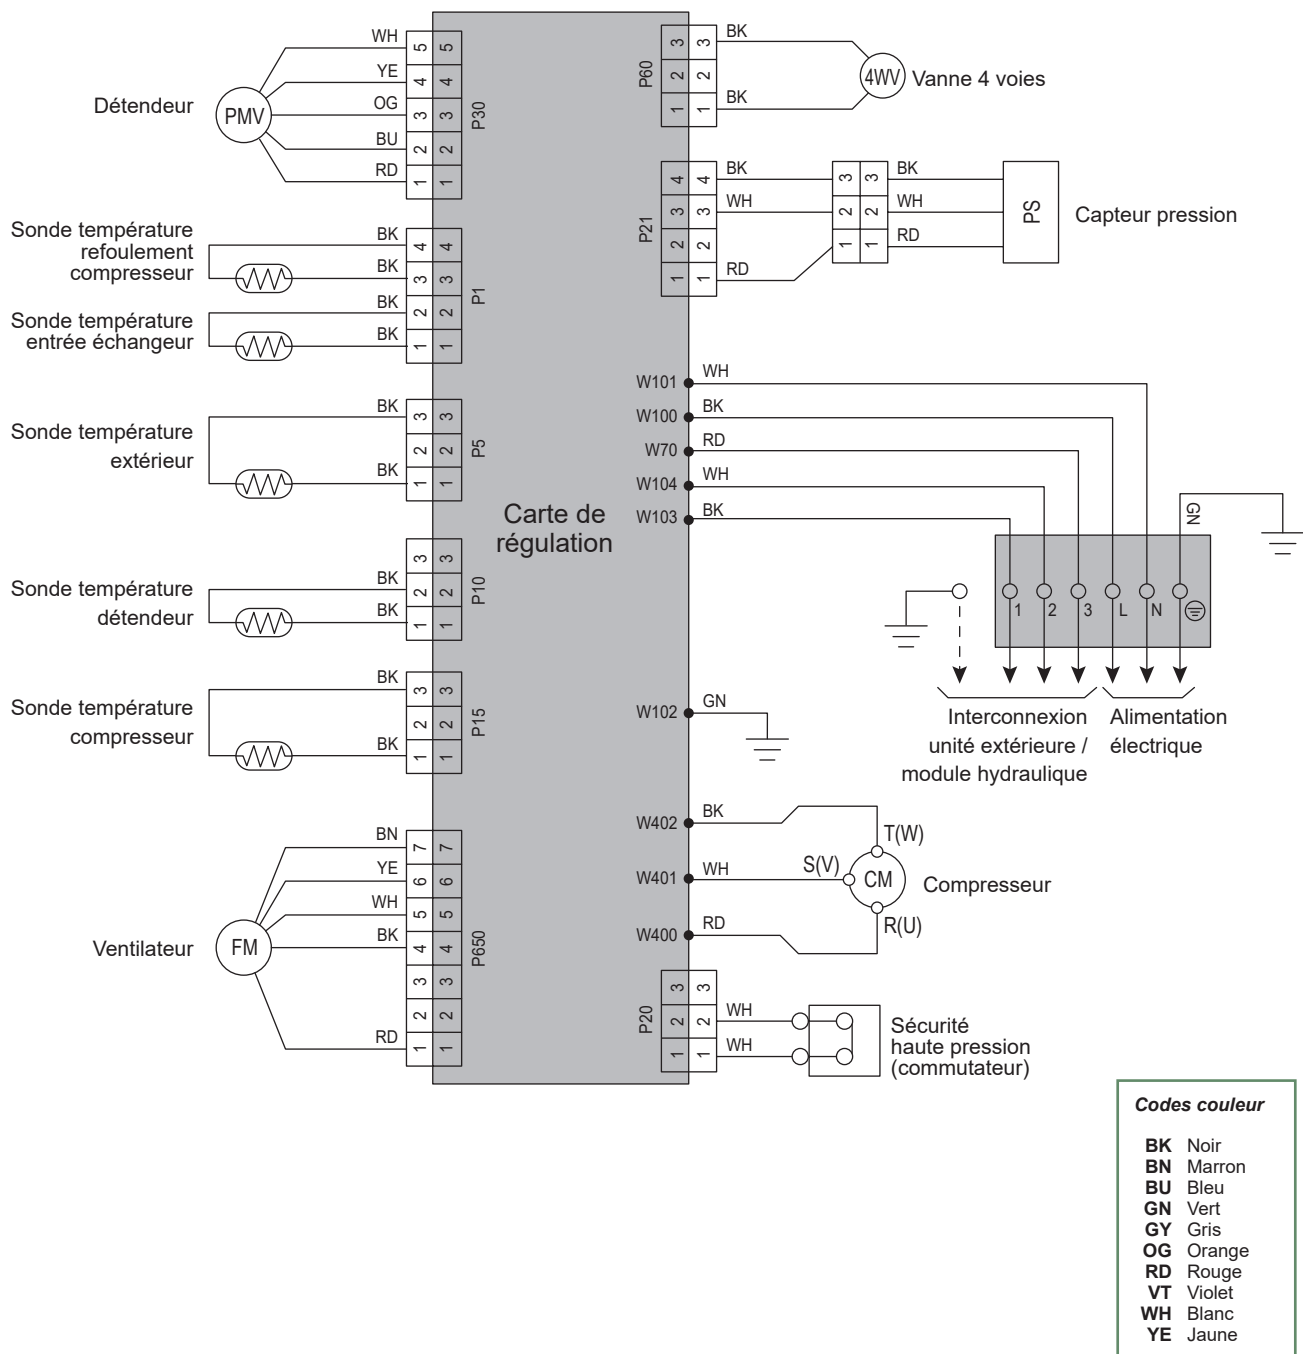 WH
YE
OG
BU
RD
5 5
4 4
3 3
2 2
1 1
P30
PMV
Détendeur
Sonde température
refoulement
compresseur
BK
BK
BK
BK
4 4
3 3
2 2
1 1
P1
Sonde température
entrée échangeur
Sonde température
extérieur
BK
BK
3 3
2 2
1 1
P5
Sonde température
détendeur
BK
BK
3 3
2 2
1 1
P10
Sonde température
compresseur
BK
BK
3 3
2 2
1 1
P15
Ventilateur
FM
BN
YE
WH
BK
RD
7 7
6 6
5 5
4 4
3 3
2 2
1 1
P650
Carte de
régulation
P60
3 3
2 2
1 1
BK
BK
4WV
Vanne 4 voies
P21
4 4
3 3
2 2
1 1
BK
WH
RD
3 3
2 2
1 1
BK
WH
RD
PS
Capteur pression
W101 WH
W100 BK
W70 RD
W104 WH
W103 BK
GN
1 2 3 L N
Interconnexion
unité extérieure /
module hydraulique
Alimentation
électrique
W102 GN
W402 BK
W401 WH
W400 RD
T(W)
S(V)
R(U)
CM
Compresseur
P20
3 3
2 2
1 1
WH
WH
Sécurité
haute pression
(commutateur)
Codes couleur
BK Noir
BN Marron
BU Bleu
GN Vert
GY Gris
OG Orange
RD Rouge
VT Violet
WH Blanc
YE Jaune